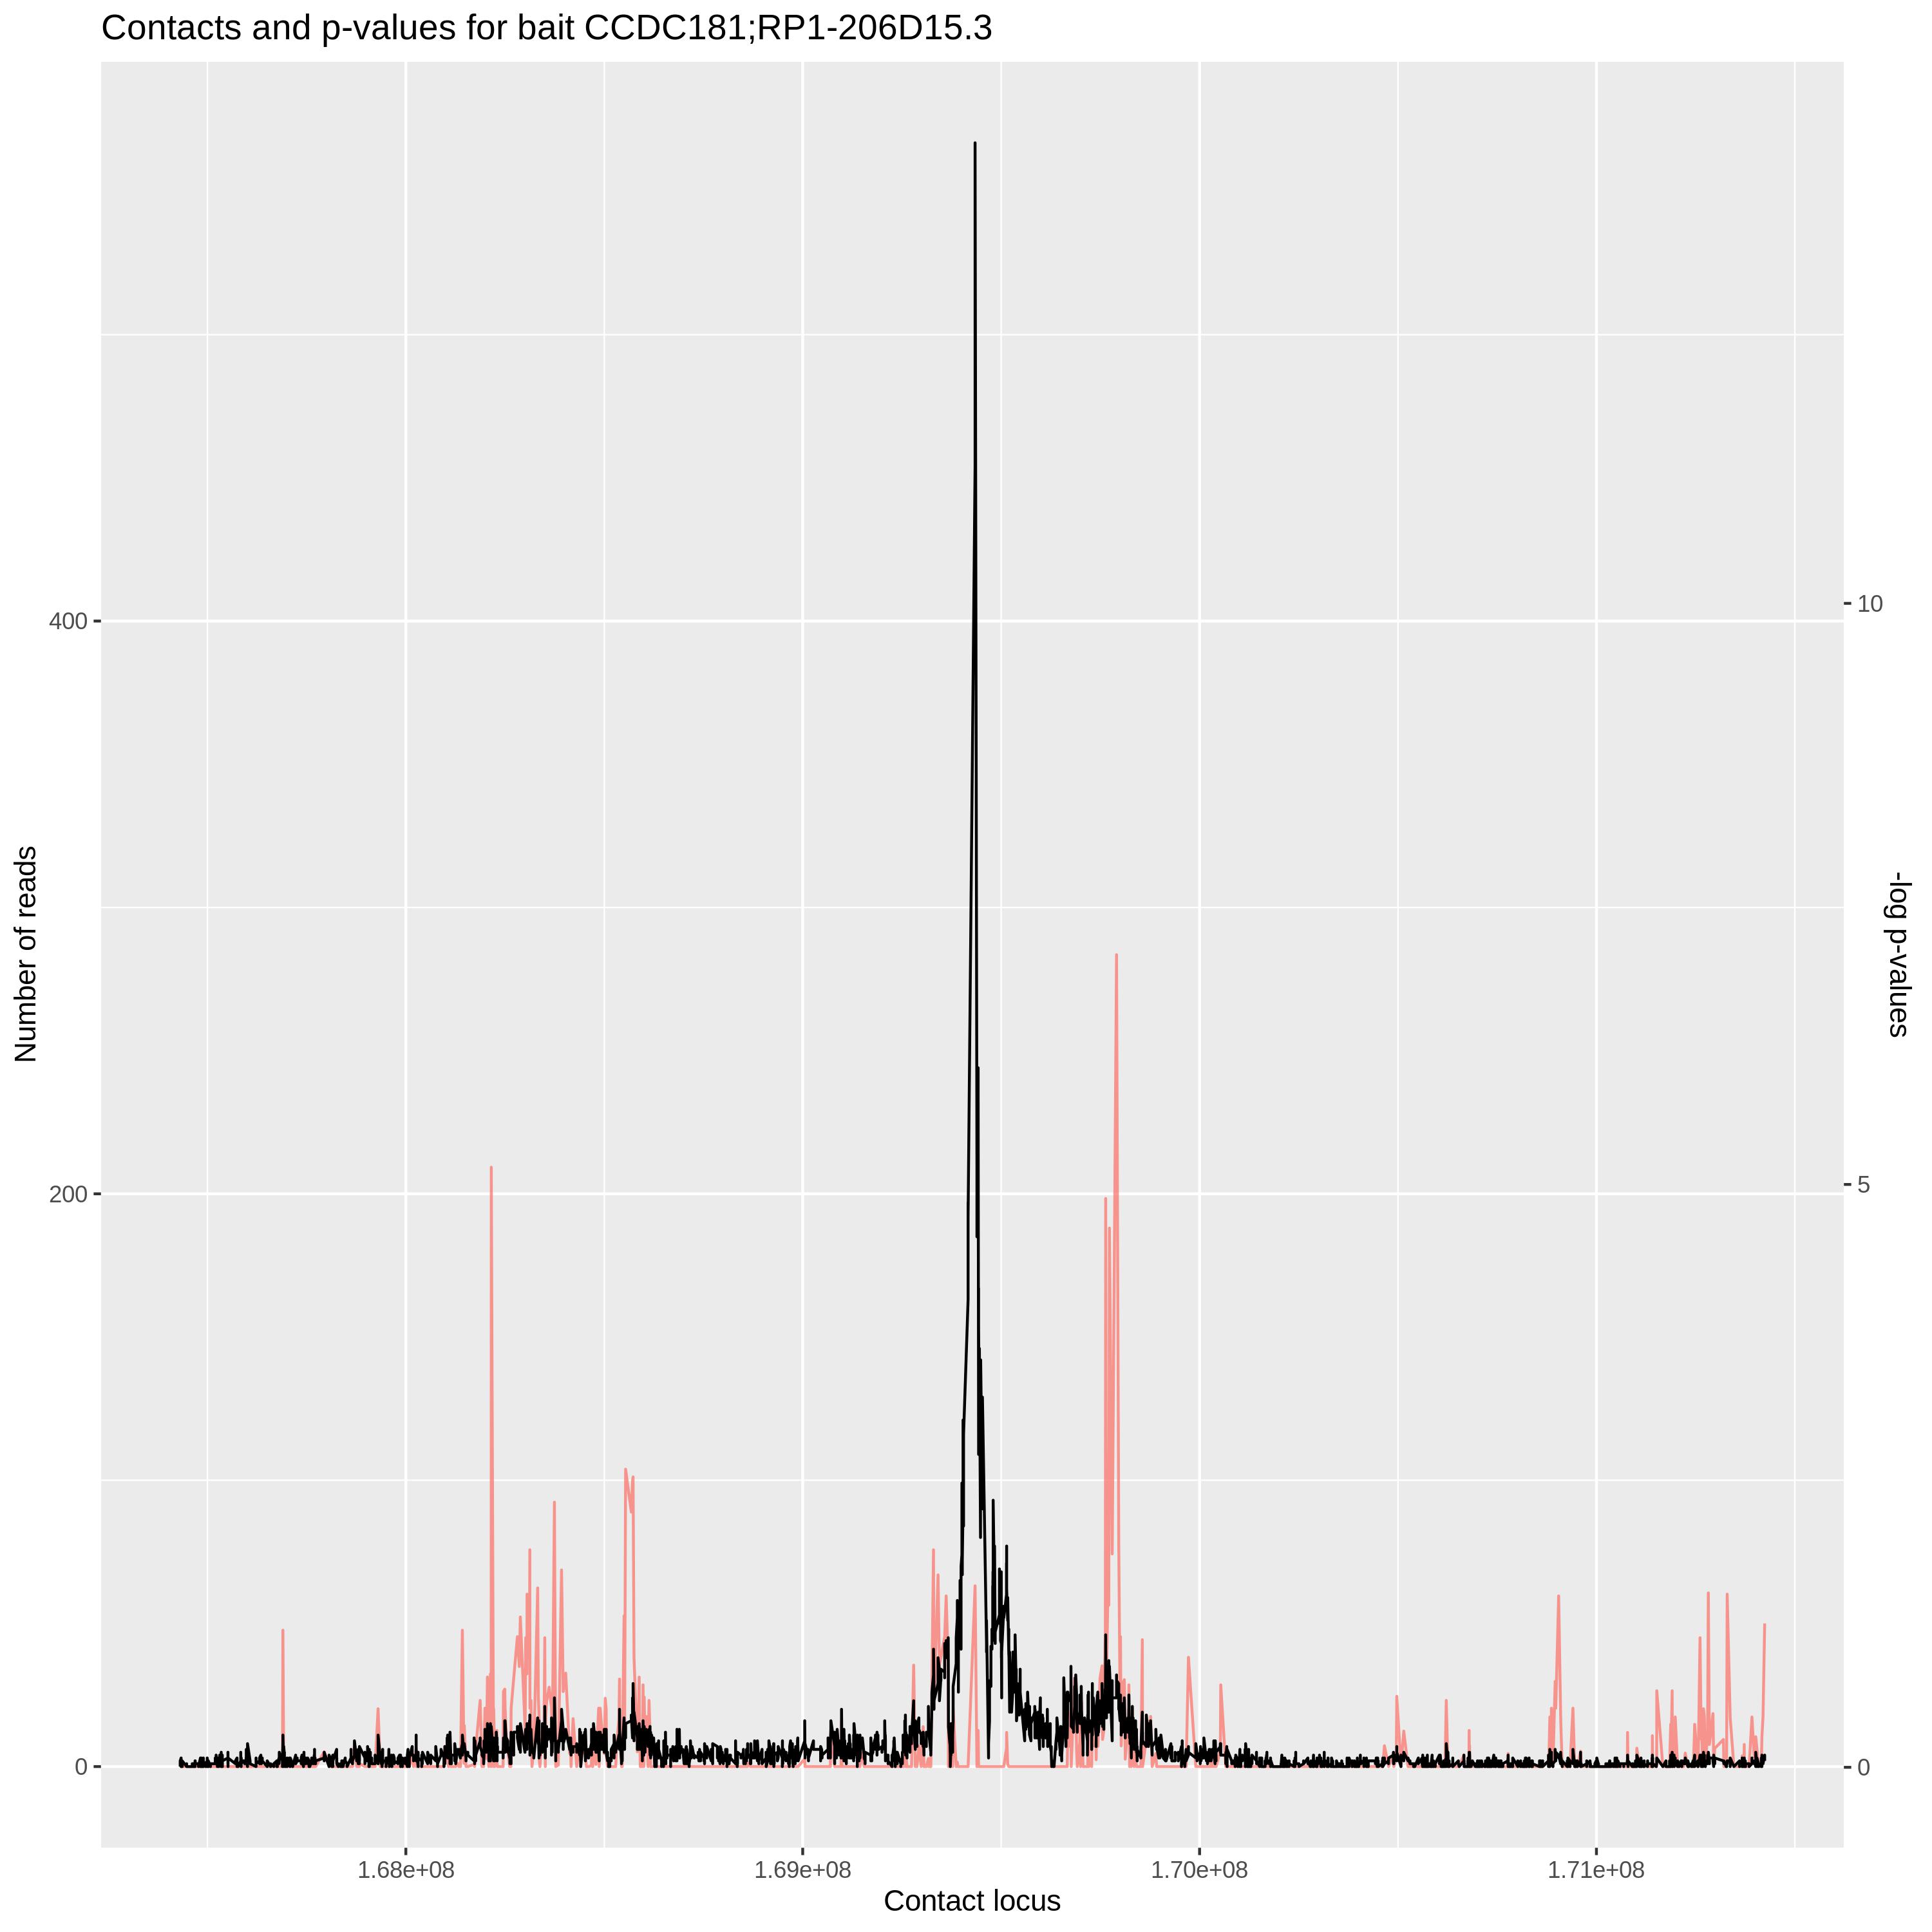 Contacts and p-values for bait CCDC181;RP1-206D15.3
Number of reads
400
200
0
10
5
0
-log p-values
1.68e+08
1.69e+08
1.70e+08
1.71e+08
Contact locus